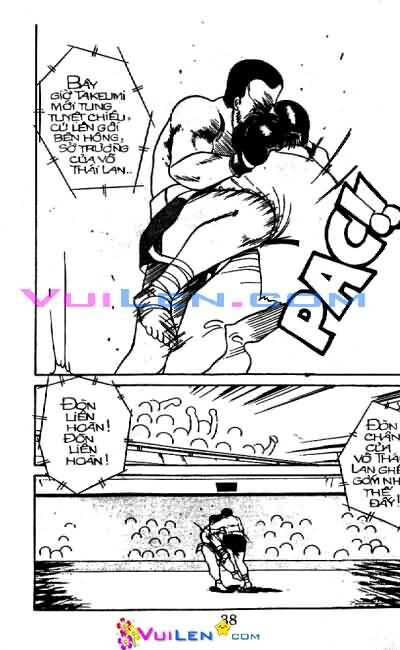 BÂY
GIỜ TAKEUMI
MỚI TUNG
TUYỆT CHIÊU,
CÚ LÊN GỐI
BÊN HÔNG,
SỞ TRƯỜNG
CỦA VÕ
THÁI LAN..
PAC!!
VUILEN.COM
ĐÒN
LIÊN
HOÀN!
ĐÒN
LIÊN
HOÀN!
ĐÒN
CHÂN
CỦA
VÕ THÁI
LAN GHÊ
GỚM NHƯ
THẾ
ĐẤY!
38
VUILEN.COM